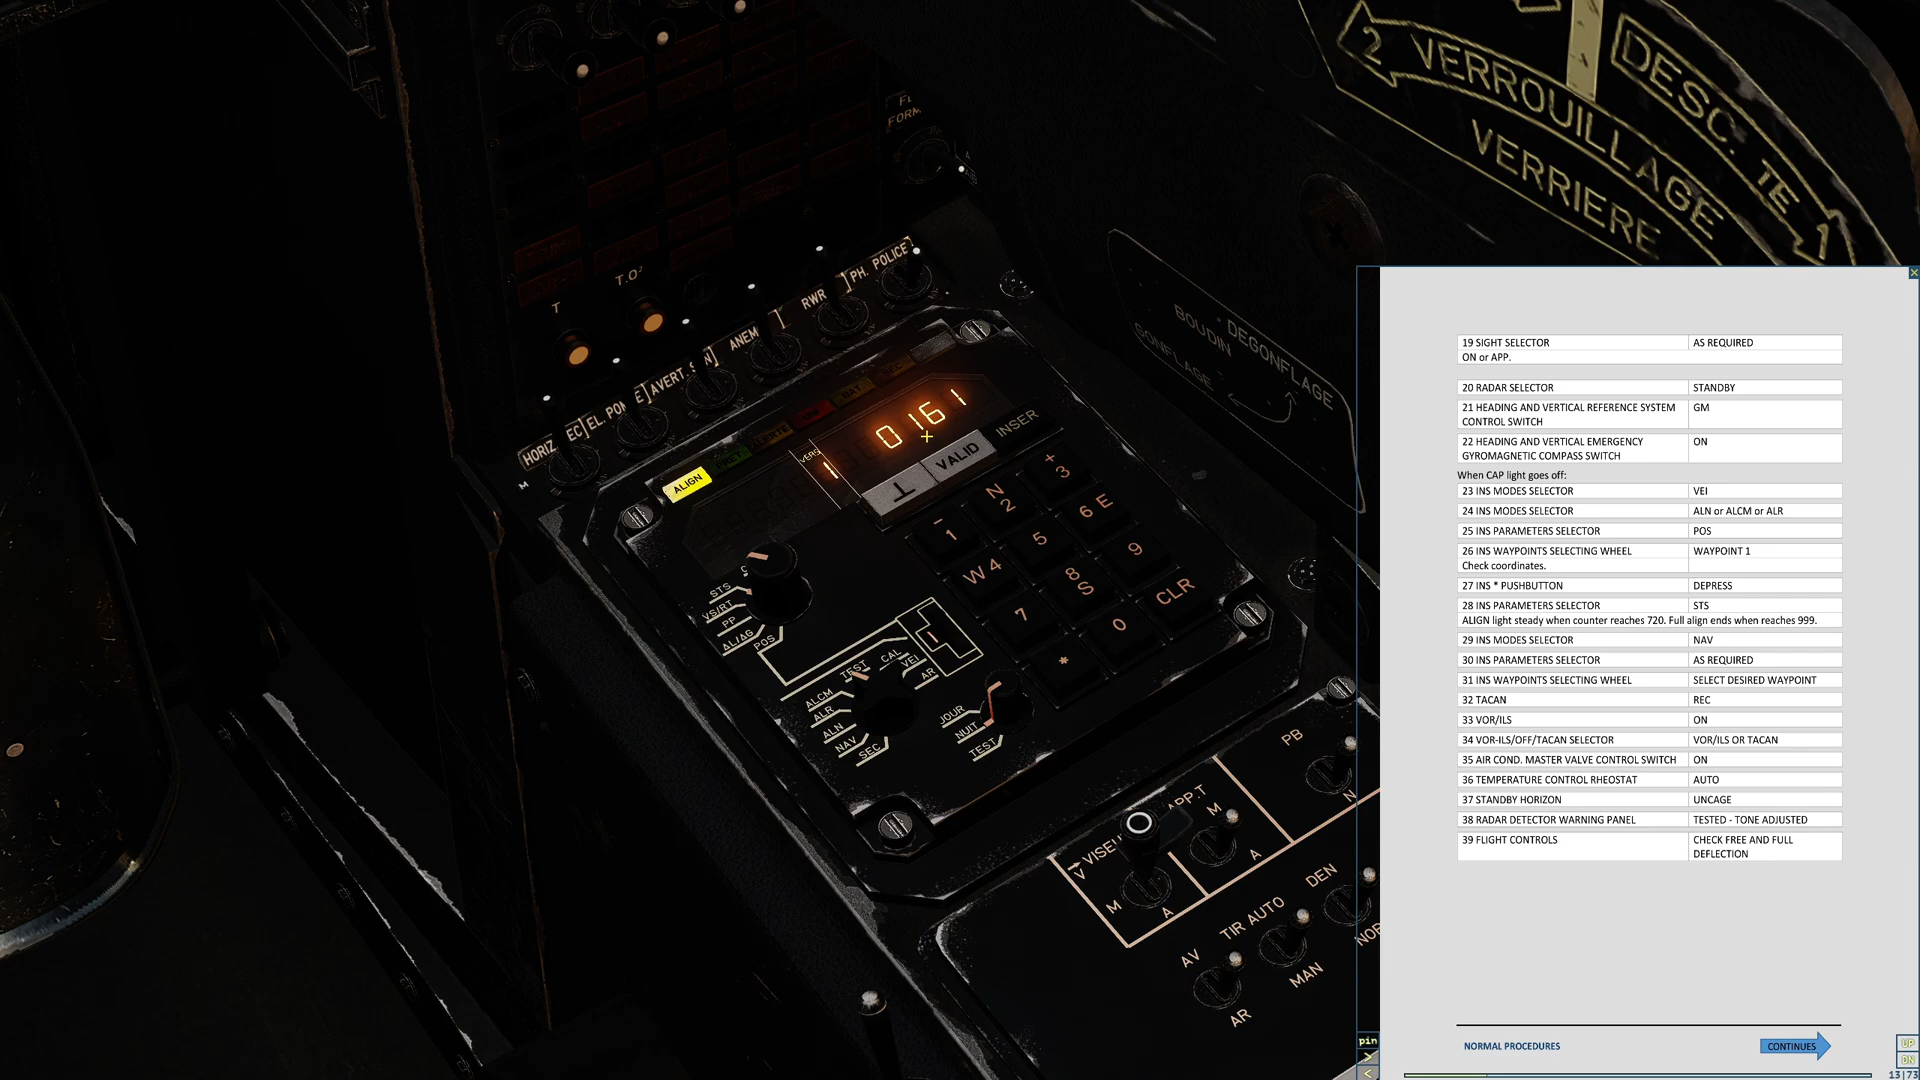 2 VERROUILLAGE
VERRIERE
DESC. TE
1
T
T.O²
HORIZ
EL. PO
AVERT.
ANEM
RWR
PH. POLICE
BOUDIN
GONFLAGE
DEGONFLAGE
ALIGN
PRET
1
0161
VALID
INSER
-
1
N
2
+
3
W 4
5
6 E
7
8
S
9
*
0
CLR
STS
VS/RT
PP
ΔL/ΔG
POS
1
ALCM
ALR
ALN
NAV
SEC
TEST
CAL
VEI
AR
JOUR
NUIT
TEST
PB
N
V
M
A
APP.T
M
A
DEN
TIR AUTO
AV
AR
MAN
19 SIGHT SELECTOR AS REQUIRED
ON or APP.
20 RADAR SELECTOR STANDBY
21 HEADING AND VERTICAL REFERENCE SYSTEM GM
CONTROL SWITCH
22 HEADING AND VERTICAL EMERGENCY ON
GYROMAGNETIC COMPASS SWITCH
When CAP light goes off:
23 INS MODES SELECTOR VEI
24 INS MODES SELECTOR ALN or ALCM or ALR
25 INS PARAMETERS SELECTOR POS
26 INS WAYPOINTS SELECTING WHEEL WAYPOINT 1
Check coordinates.
27 INS * PUSHBUTTON DEPRESS
28 INS PARAMETERS SELECTOR STS
ALIGN light steady when counter reaches 720. Full align ends when reaches 999.
29 INS MODES SELECTOR NAV
30 INS PARAMETERS SELECTOR AS REQUIRED
31 INS WAYPOINTS SELECTING WHEEL SELECT DESIRED WAYPOINT
32 TACAN REC
33 VOR/ILS ON
34 VOR-ILS/OFF/TACAN SELECTOR VOR/ILS OR TACAN
35 AIR COND. MASTER VALVE CONTROL SWITCH ON
36 TEMPERATURE CONTROL RHEOSTAT AUTO
37 STANDBY HORIZON UNCAGE
38 RADAR DETECTOR WARNING PANEL TESTED - TONE ADJUSTED
39 FLIGHT CONTROLS CHECK FREE AND FULL
DEFLECTION
NORMAL PROCEDURES
CONTINUES
pin
>
<
UP
DN
13|73